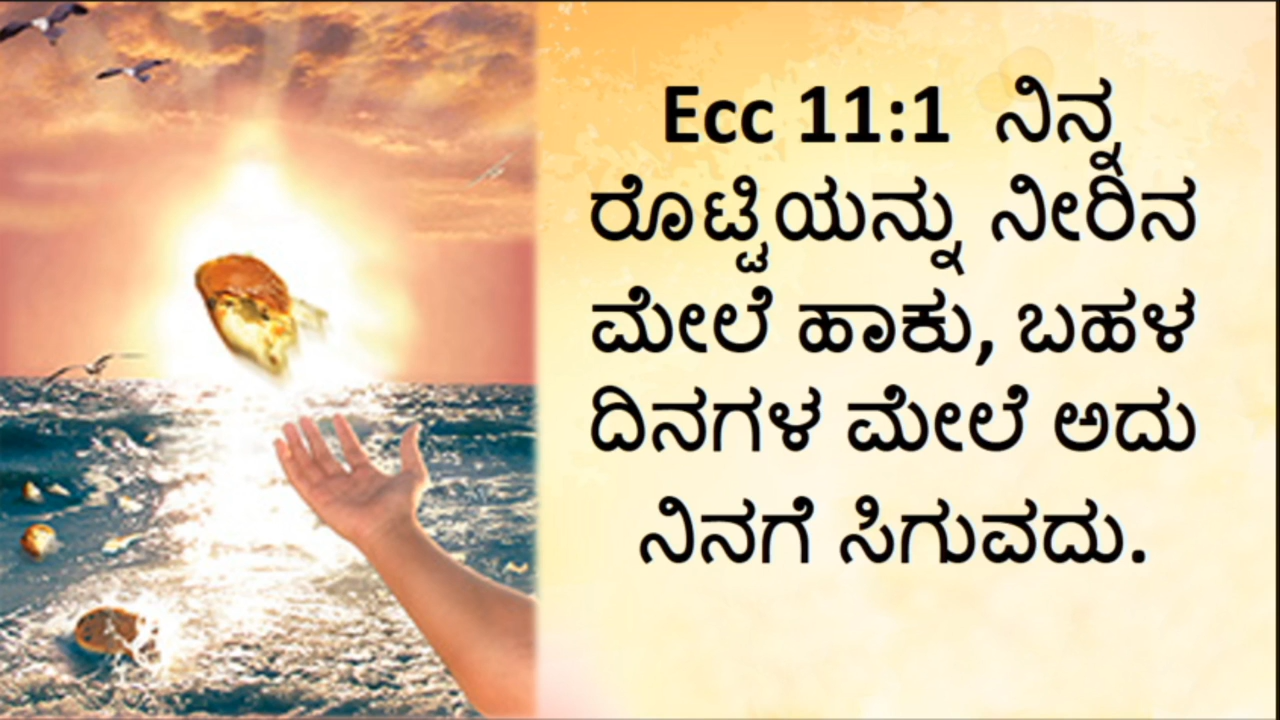 Ecc 11:1 ನಿನ್ನ
ರೊಟ್ಟಿಯನ್ನು ನೀರಿನ
ಮೇಲೆ ಹಾಕು, ಬಹಳ
ದಿನಗಳ ಮೇಲೆ ಅದು
ನಿನಗೆ ಸಿಗುವದು.